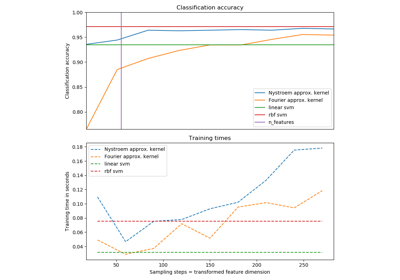 Classification accuracy
1.00
0.95
0.90
0.85
0.80
Classification accuracy
Nystroem approx. kernel
Fourier approx. kernel
linear svm
rbf svm
n_features
Training times
0.18
0.16
0.14
0.12
0.10
0.08
0.06
0.04
Training time in seconds
Nystroem approx. kernel
Fourier approx. kernel
linear svm
rbf svm
50
100
150
200
250
Sampling steps = transformed feature dimension